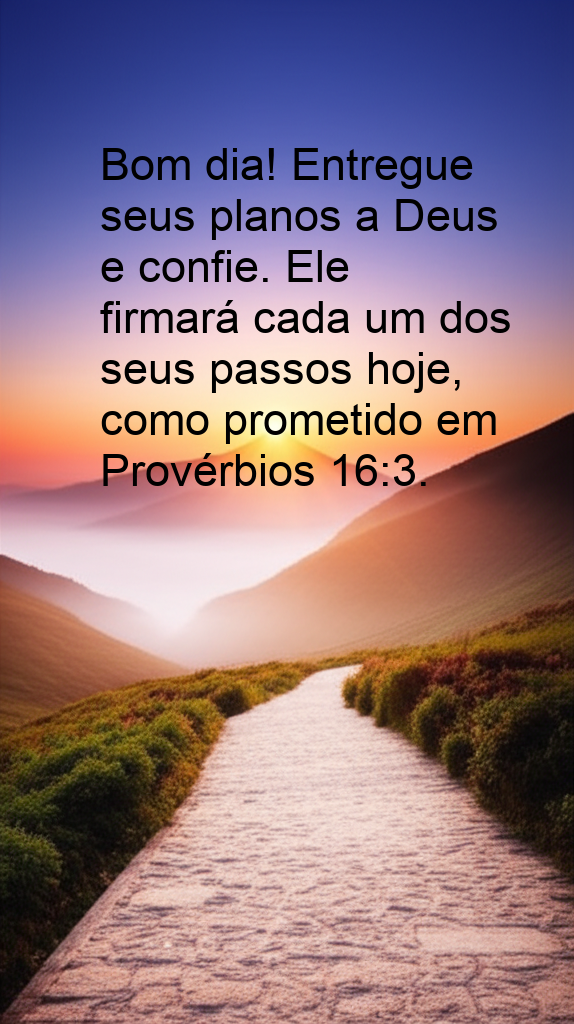 Bom dia! Entregue
seus planos a Deus
e confie. Ele
firmará cada um dos
seus passos hoje,
como prometido em
Provérbios 16:3.